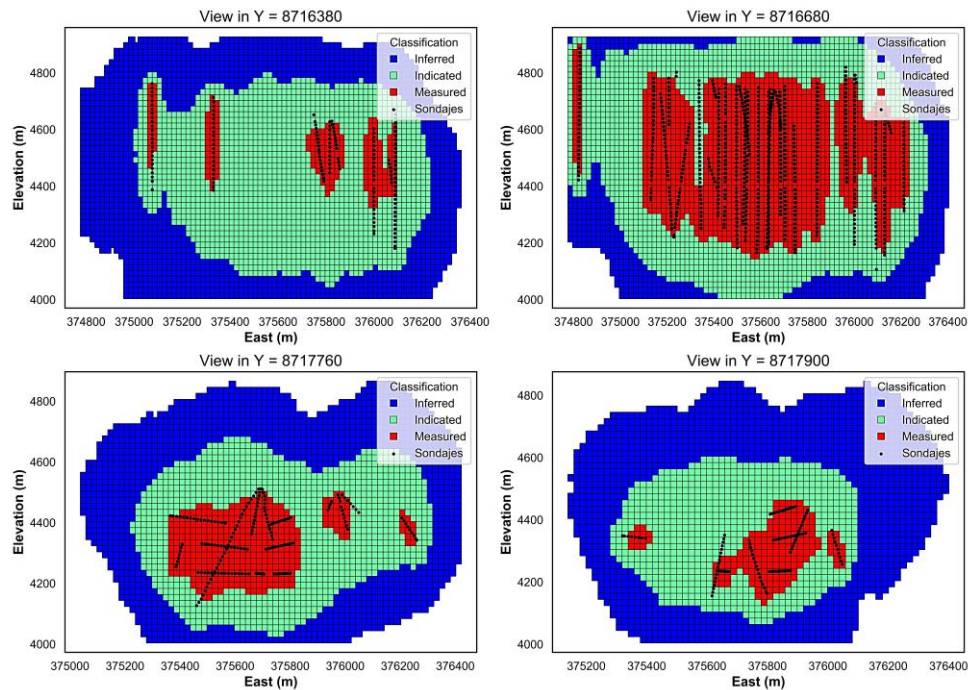 View in Y = 8716380
Classification
Inferred
Indicated
Measured
Sondajes
Elevation (m)
4800
4600
4400
4200
4000
374800 375000 375200 375400 375600 375800 376000 376200 376400
East (m)
View in Y = 8716680
Classification
Inferred
Indicated
Measured
Sondajes
Elevation (m)
4800
4600
4400
4200
4000
374800 375000 375200 375400 375600 375800 376000 376200 376400
East (m)
View in Y = 8717760
Classification
Inferred
Indicated
Measured
Sondajes
Elevation (m)
4800
4600
4400
4200
4000
375000 375200 375400 375600 375800 376000 376200 376400
East (m)
View in Y = 8717900
Classification
Inferred
Indicated
Measured
Sondajes
Elevation (m)
4800
4600
4400
4200
4000
375200 375400 375600 375800 376000 376200 376400
East (m)